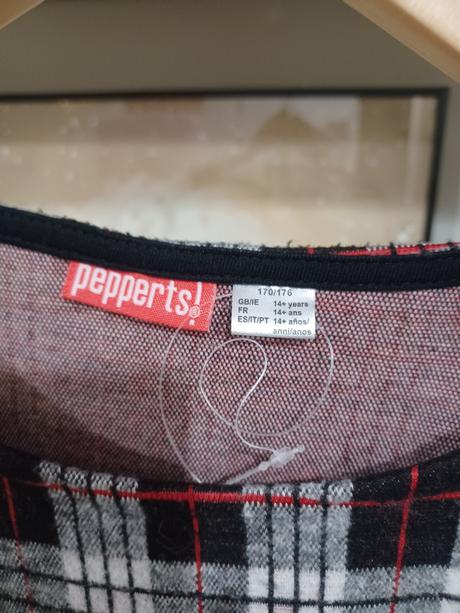 pepperts!®
170/176
GB/IE 14+ years
FR 14+ ans
ES/IT/PT 14+ años/
anni/anos